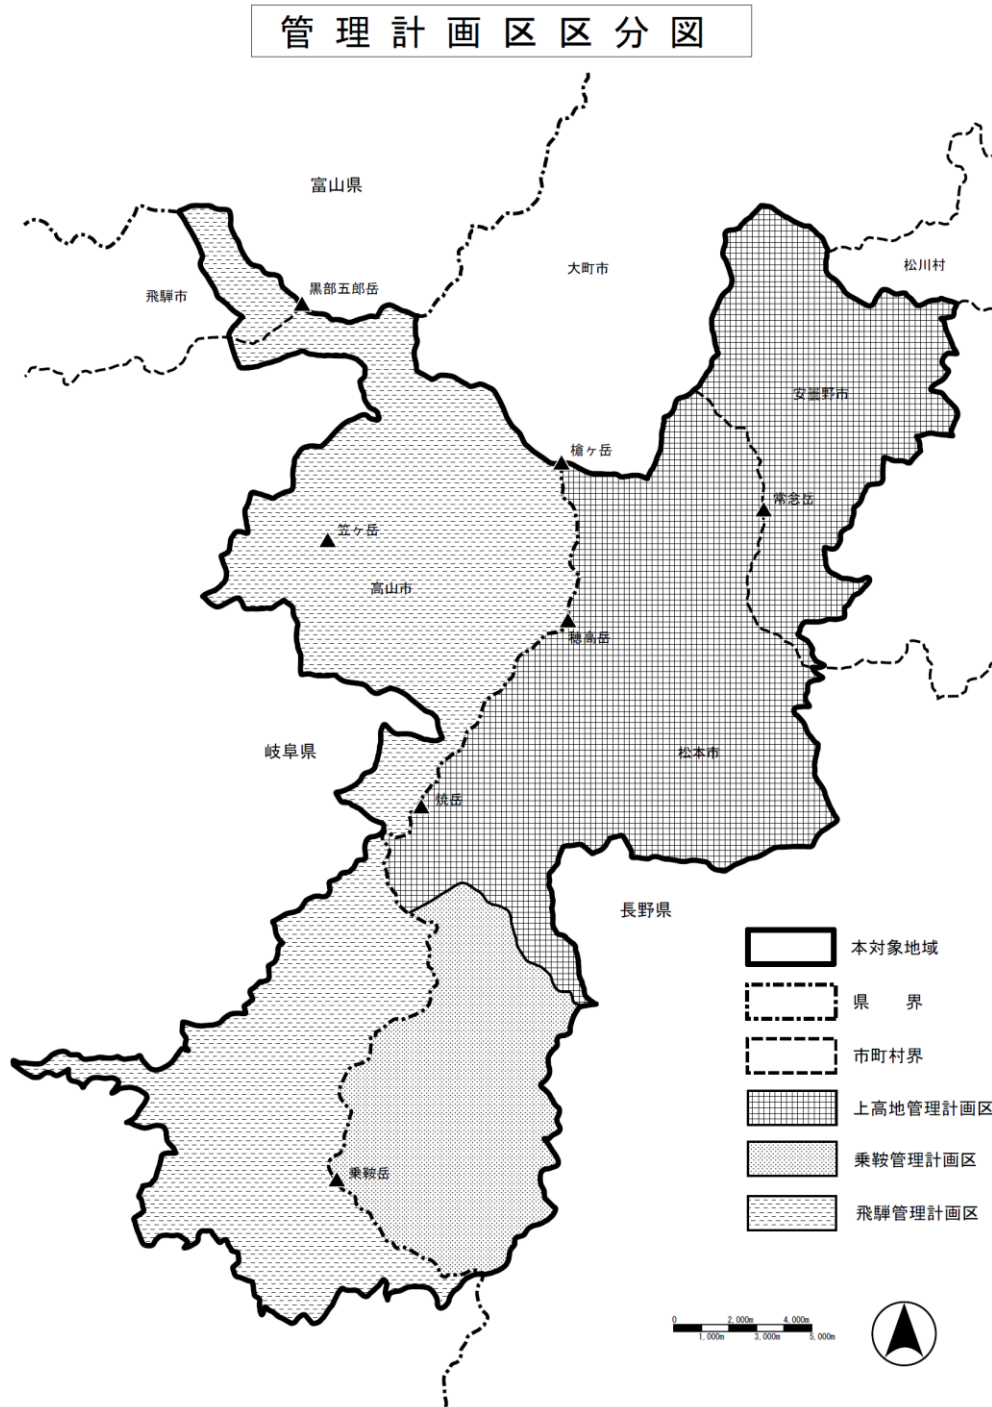 管理計画区区分図
富山県
大町市
松川村
飛騨市
黒部五郎岳
安曇野市
槍ヶ岳
常念岳
笠ヶ岳
高山市
穂高岳
岐阜県
松本市
焼岳
長野県
乗鞍岳
本対象地域
県 界
市町村界
上高地管理計画区
乗鞍管理計画区
飛騨管理計画区
0 2,000m 4,000m
1,000m 3,000m 5,000m